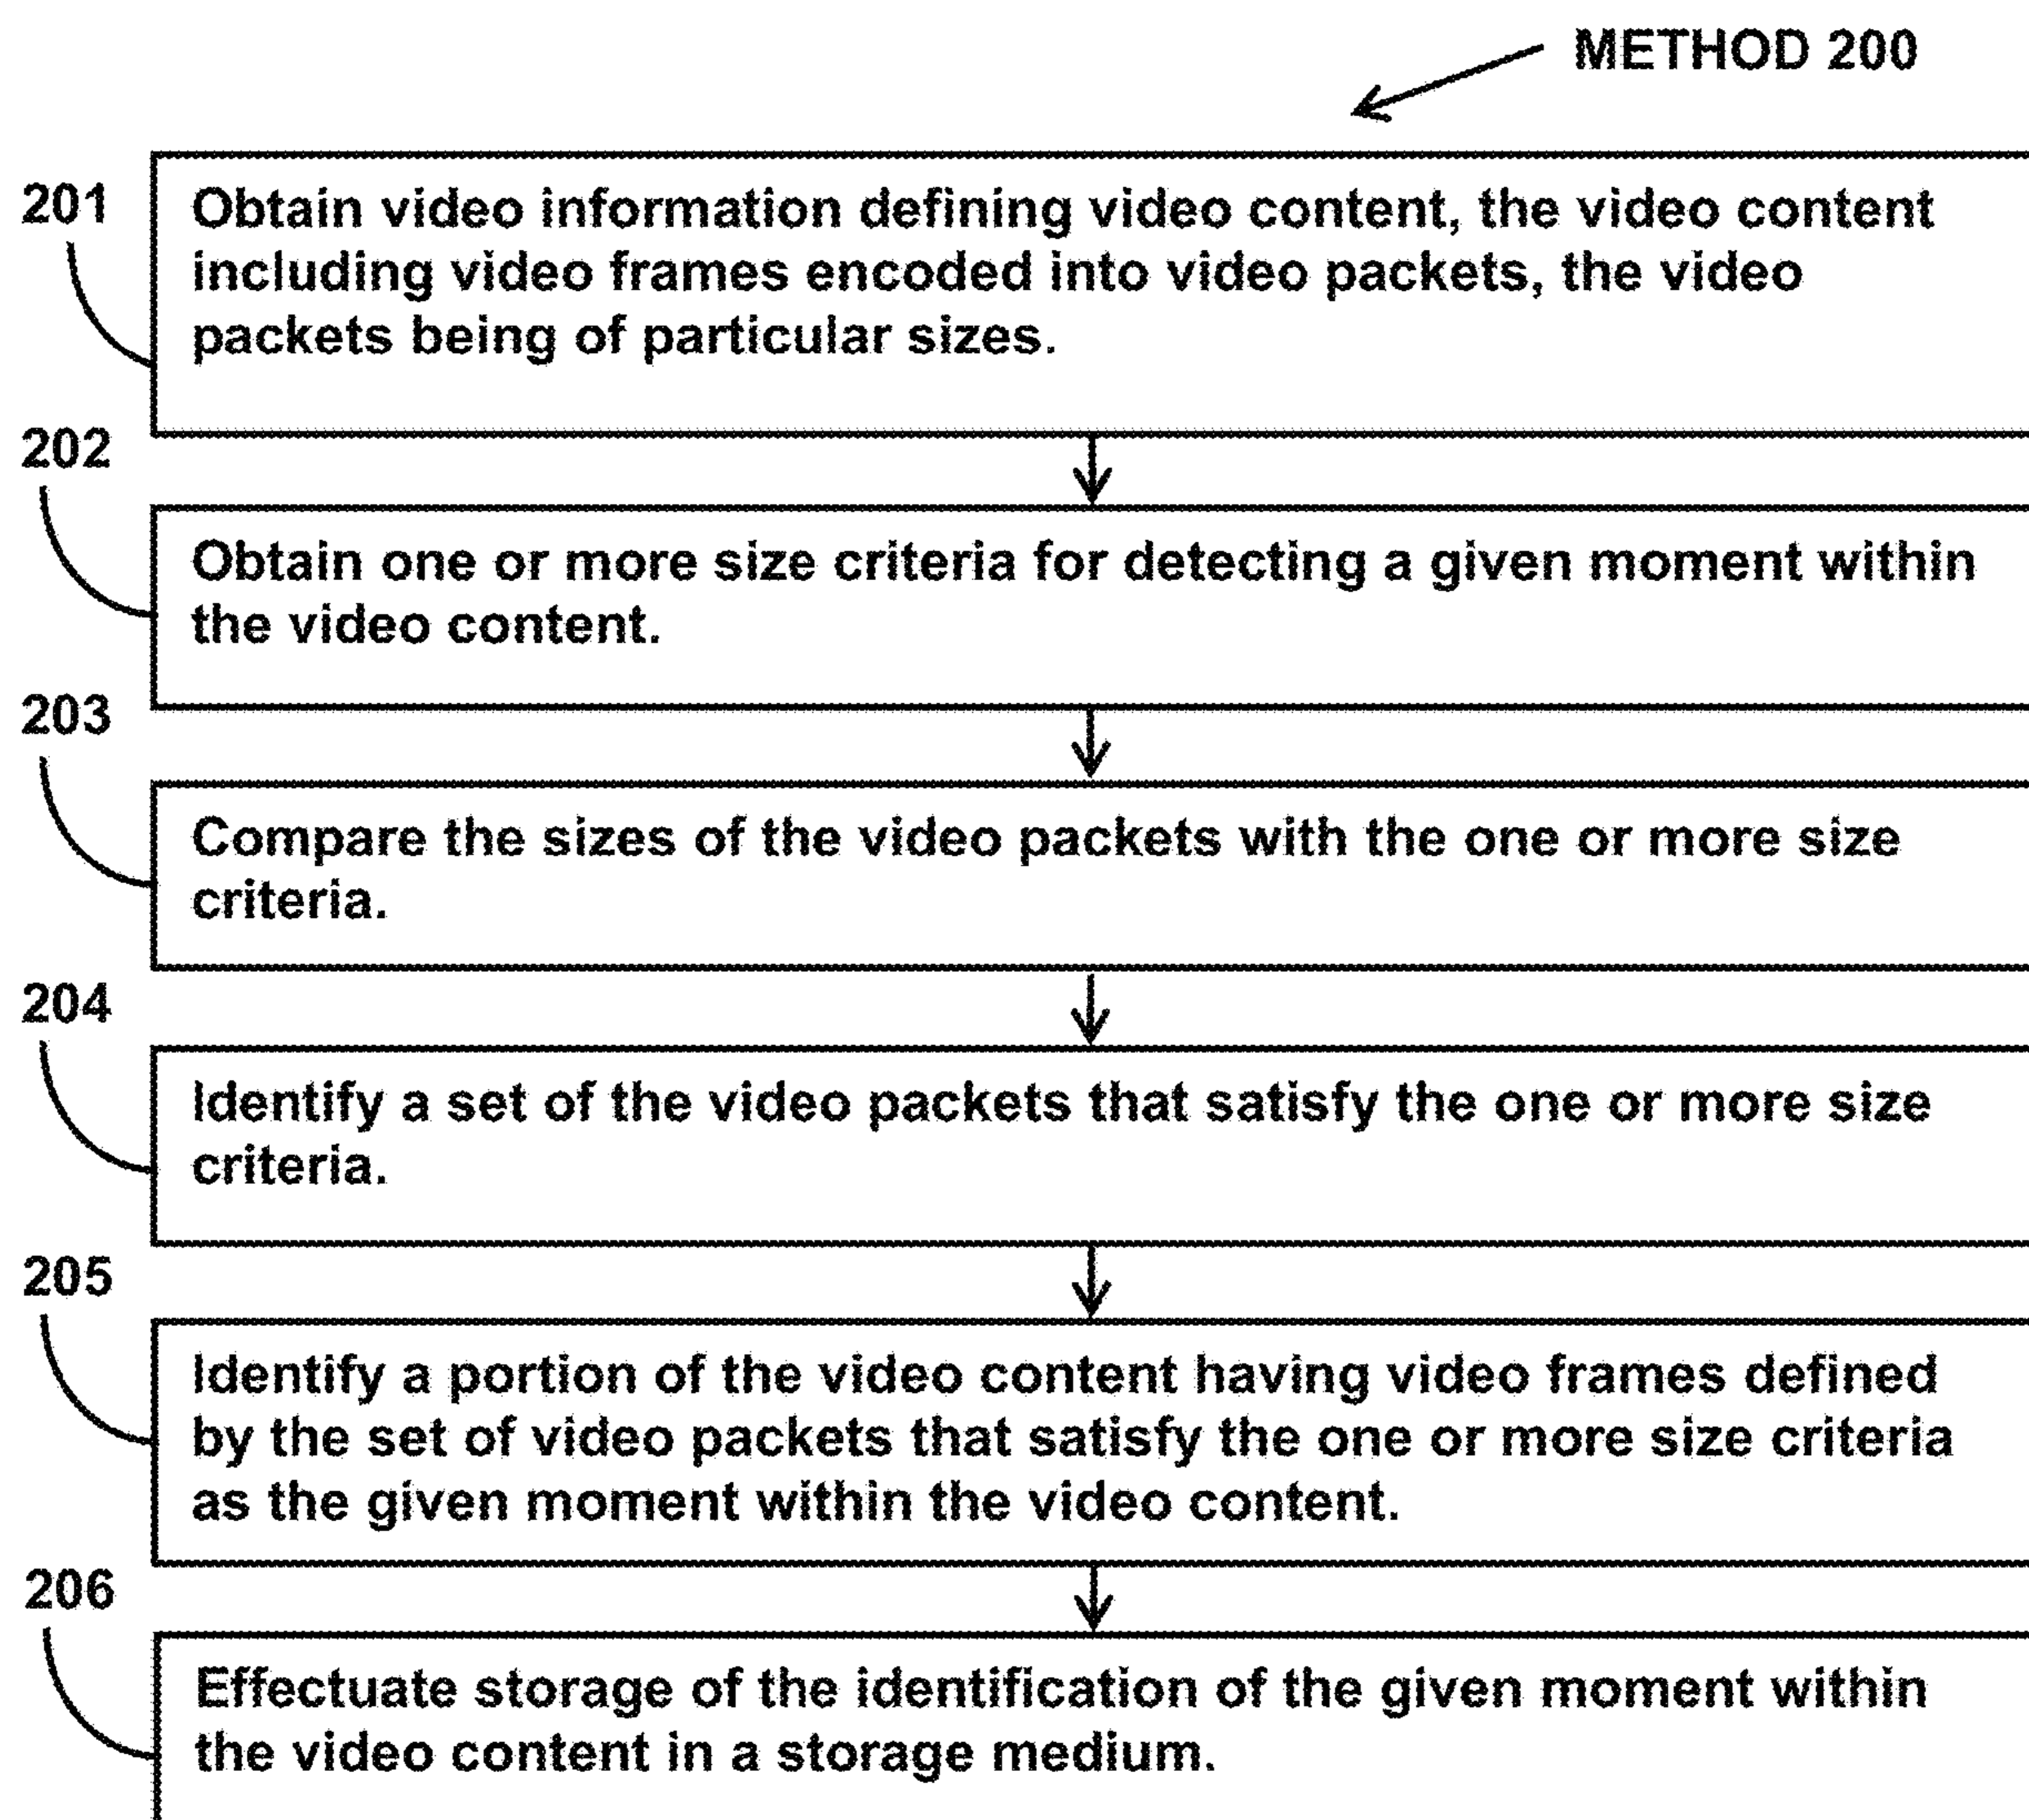 METHOD 200
201
Obtain video information defining video content, the video content
including video frames encoded into video packets, the video
packets being of particular sizes.
202
Obtain one or more size criteria for detecting a given moment within
the video content.
203
Compare the sizes of the video packets with the one or more size
criteria.
204
Identify a set of the video packets that satisfy the one or more size
criteria.
205
Identify a portion of the video content having video frames defined
by the set of video packets that satisfy the one or more size criteria
as the given moment within the video content.
206
Effectuate storage of the identification of the given moment within
the video content in a storage medium.